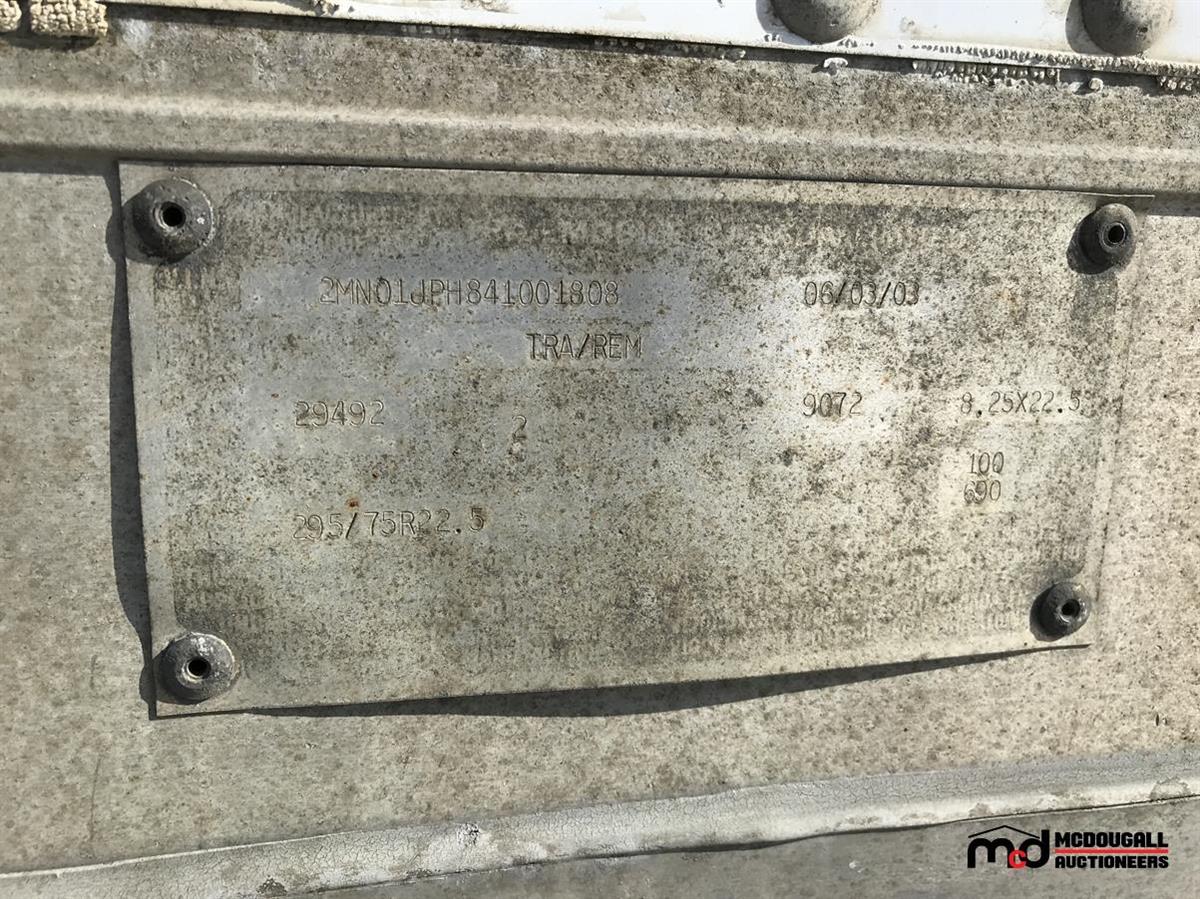 2MN01JPH841001808 06/03/03
TRA/REM
29492 2 9072 8.25X22.5
100
690
295/75R22.5
mcd MCDOUGALL
AUCTIONEERS